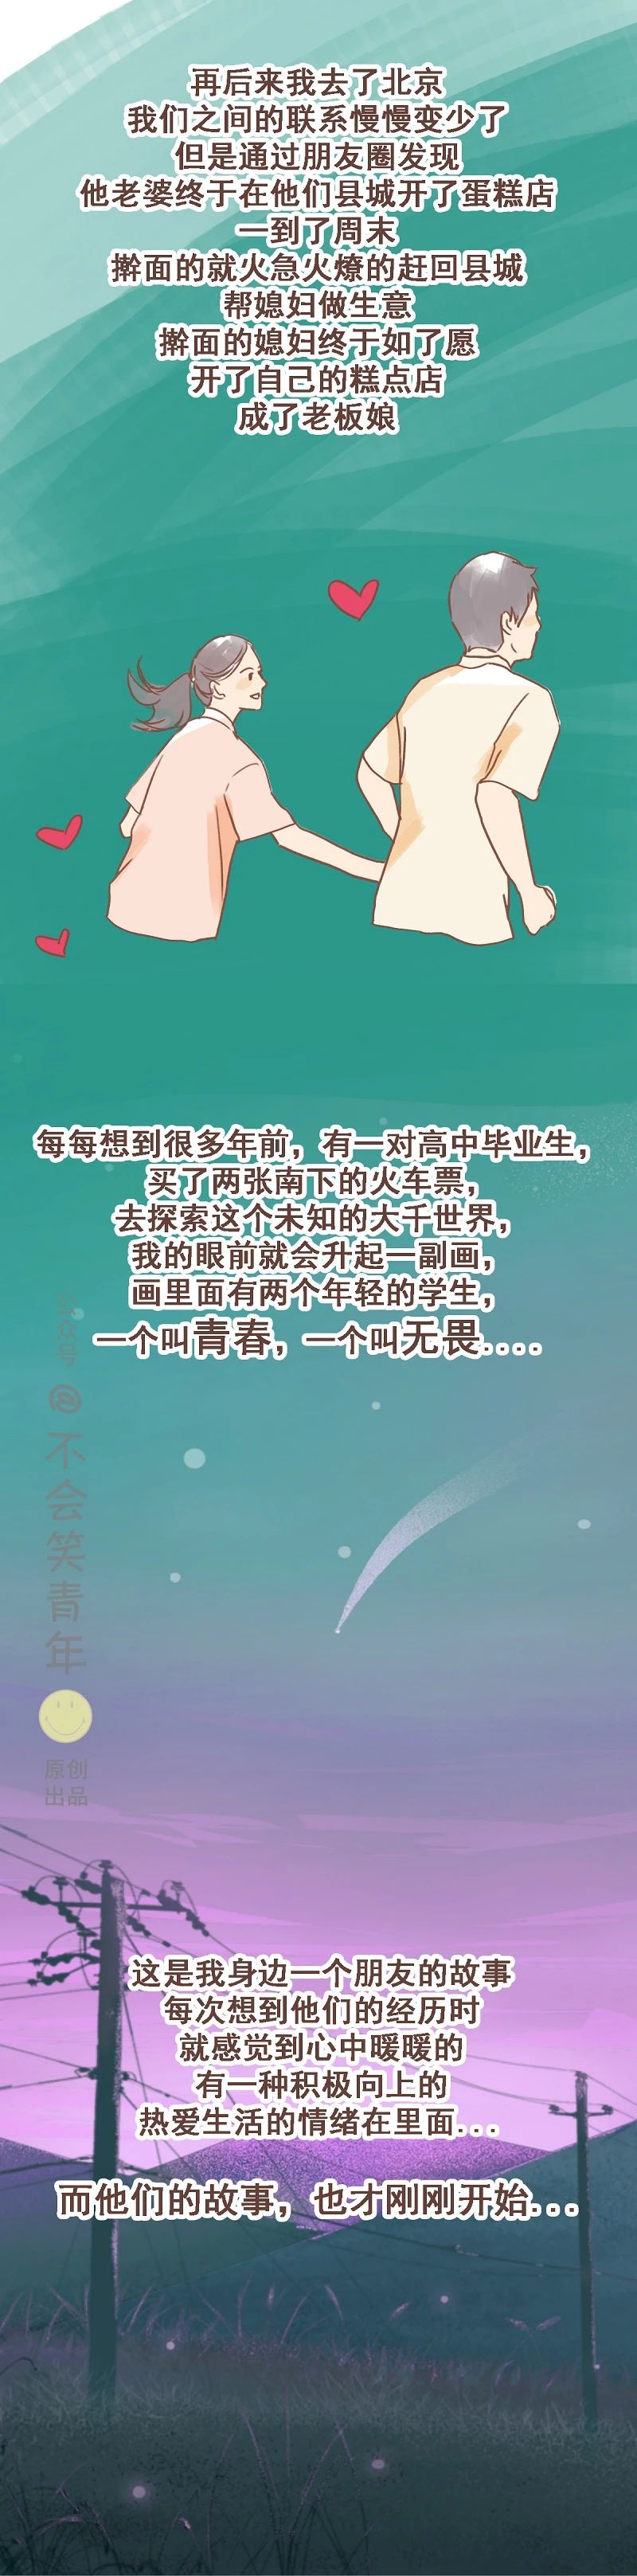 再后来我去了北京
我们之间的联系慢慢变少了
但是通过朋友圈发现
他老婆终于在他们县城开了蛋糕店
一到了周末
擀面的就火急火燎的赶回县城
帮媳妇做生意
擀面的媳妇终于如了愿
开了自己的糕点店
成了老板娘
每每想到很多年前，有一对高中毕业生，
买了两张南下的火车票，
去探索这个未知的大千世界，
我的眼前就会升起一副画，
画里面有两个年轻的学生，
一个叫青春，一个叫无畏....
公众号@不会笑青年
原创
出品
这是我身边一个朋友的故事
每次想到他们的经历时
就感觉到心中暖暖的
有一种积极向上的
热爱生活的情绪在里面...
而他们的故事，也才刚刚开始...